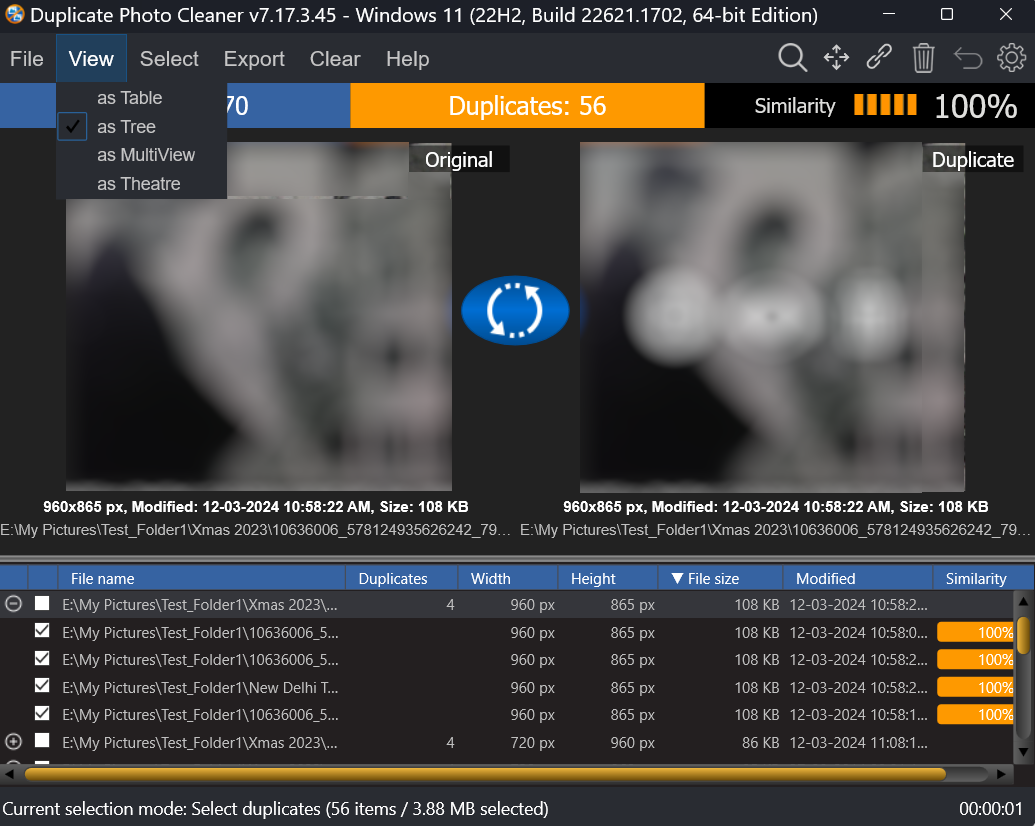 Duplicate Photo Cleaner v7.17.3.45 - Windows 11 (22H2, Build 22621.1702, 64-bit Edition)
File View Select Export Clear Help
as Table
as Tree
as MultiView
as Theatre
70
Duplicates: 56
Similarity 100%
Original
Duplicate
960x865 px, Modified: 12-03-2024 10:58:22 AM, Size: 108 KB
E:\My Pictures\Test_Folder1\Xmas 2023\10636006_578124935626242_79...
960x865 px, Modified: 12-03-2024 10:58:22 AM, Size: 108 KB
E:\My Pictures\Test_Folder1\Xmas 2023\10636006_578124935626242_79...
File name Duplicates Width Height ▼ File size Modified Similarity
E:\My Pictures\Test_Folder1\Xmas 2023\... 4 960 px 865 px 108 KB 12-03-2024 10:58:2...
E:\My Pictures\Test_Folder1\10636006_5... 960 px 865 px 108 KB 12-03-2024 10:58:0... 100%
E:\My Pictures\Test_Folder1\10636006_5... 960 px 865 px 108 KB 12-03-2024 10:58:2... 100%
E:\My Pictures\Test_Folder1\New Delhi T... 960 px 865 px 108 KB 12-03-2024 10:58:2... 100%
E:\My Pictures\Test_Folder1\10636006_5... 960 px 865 px 108 KB 12-03-2024 10:58:1... 100%
E:\My Pictures\Test_Folder1\Xmas 2023\... 4 720 px 960 px 86 KB 12-03-2024 11:08:1...
Current selection mode: Select duplicates (56 items / 3.88 MB selected) 00:00:01